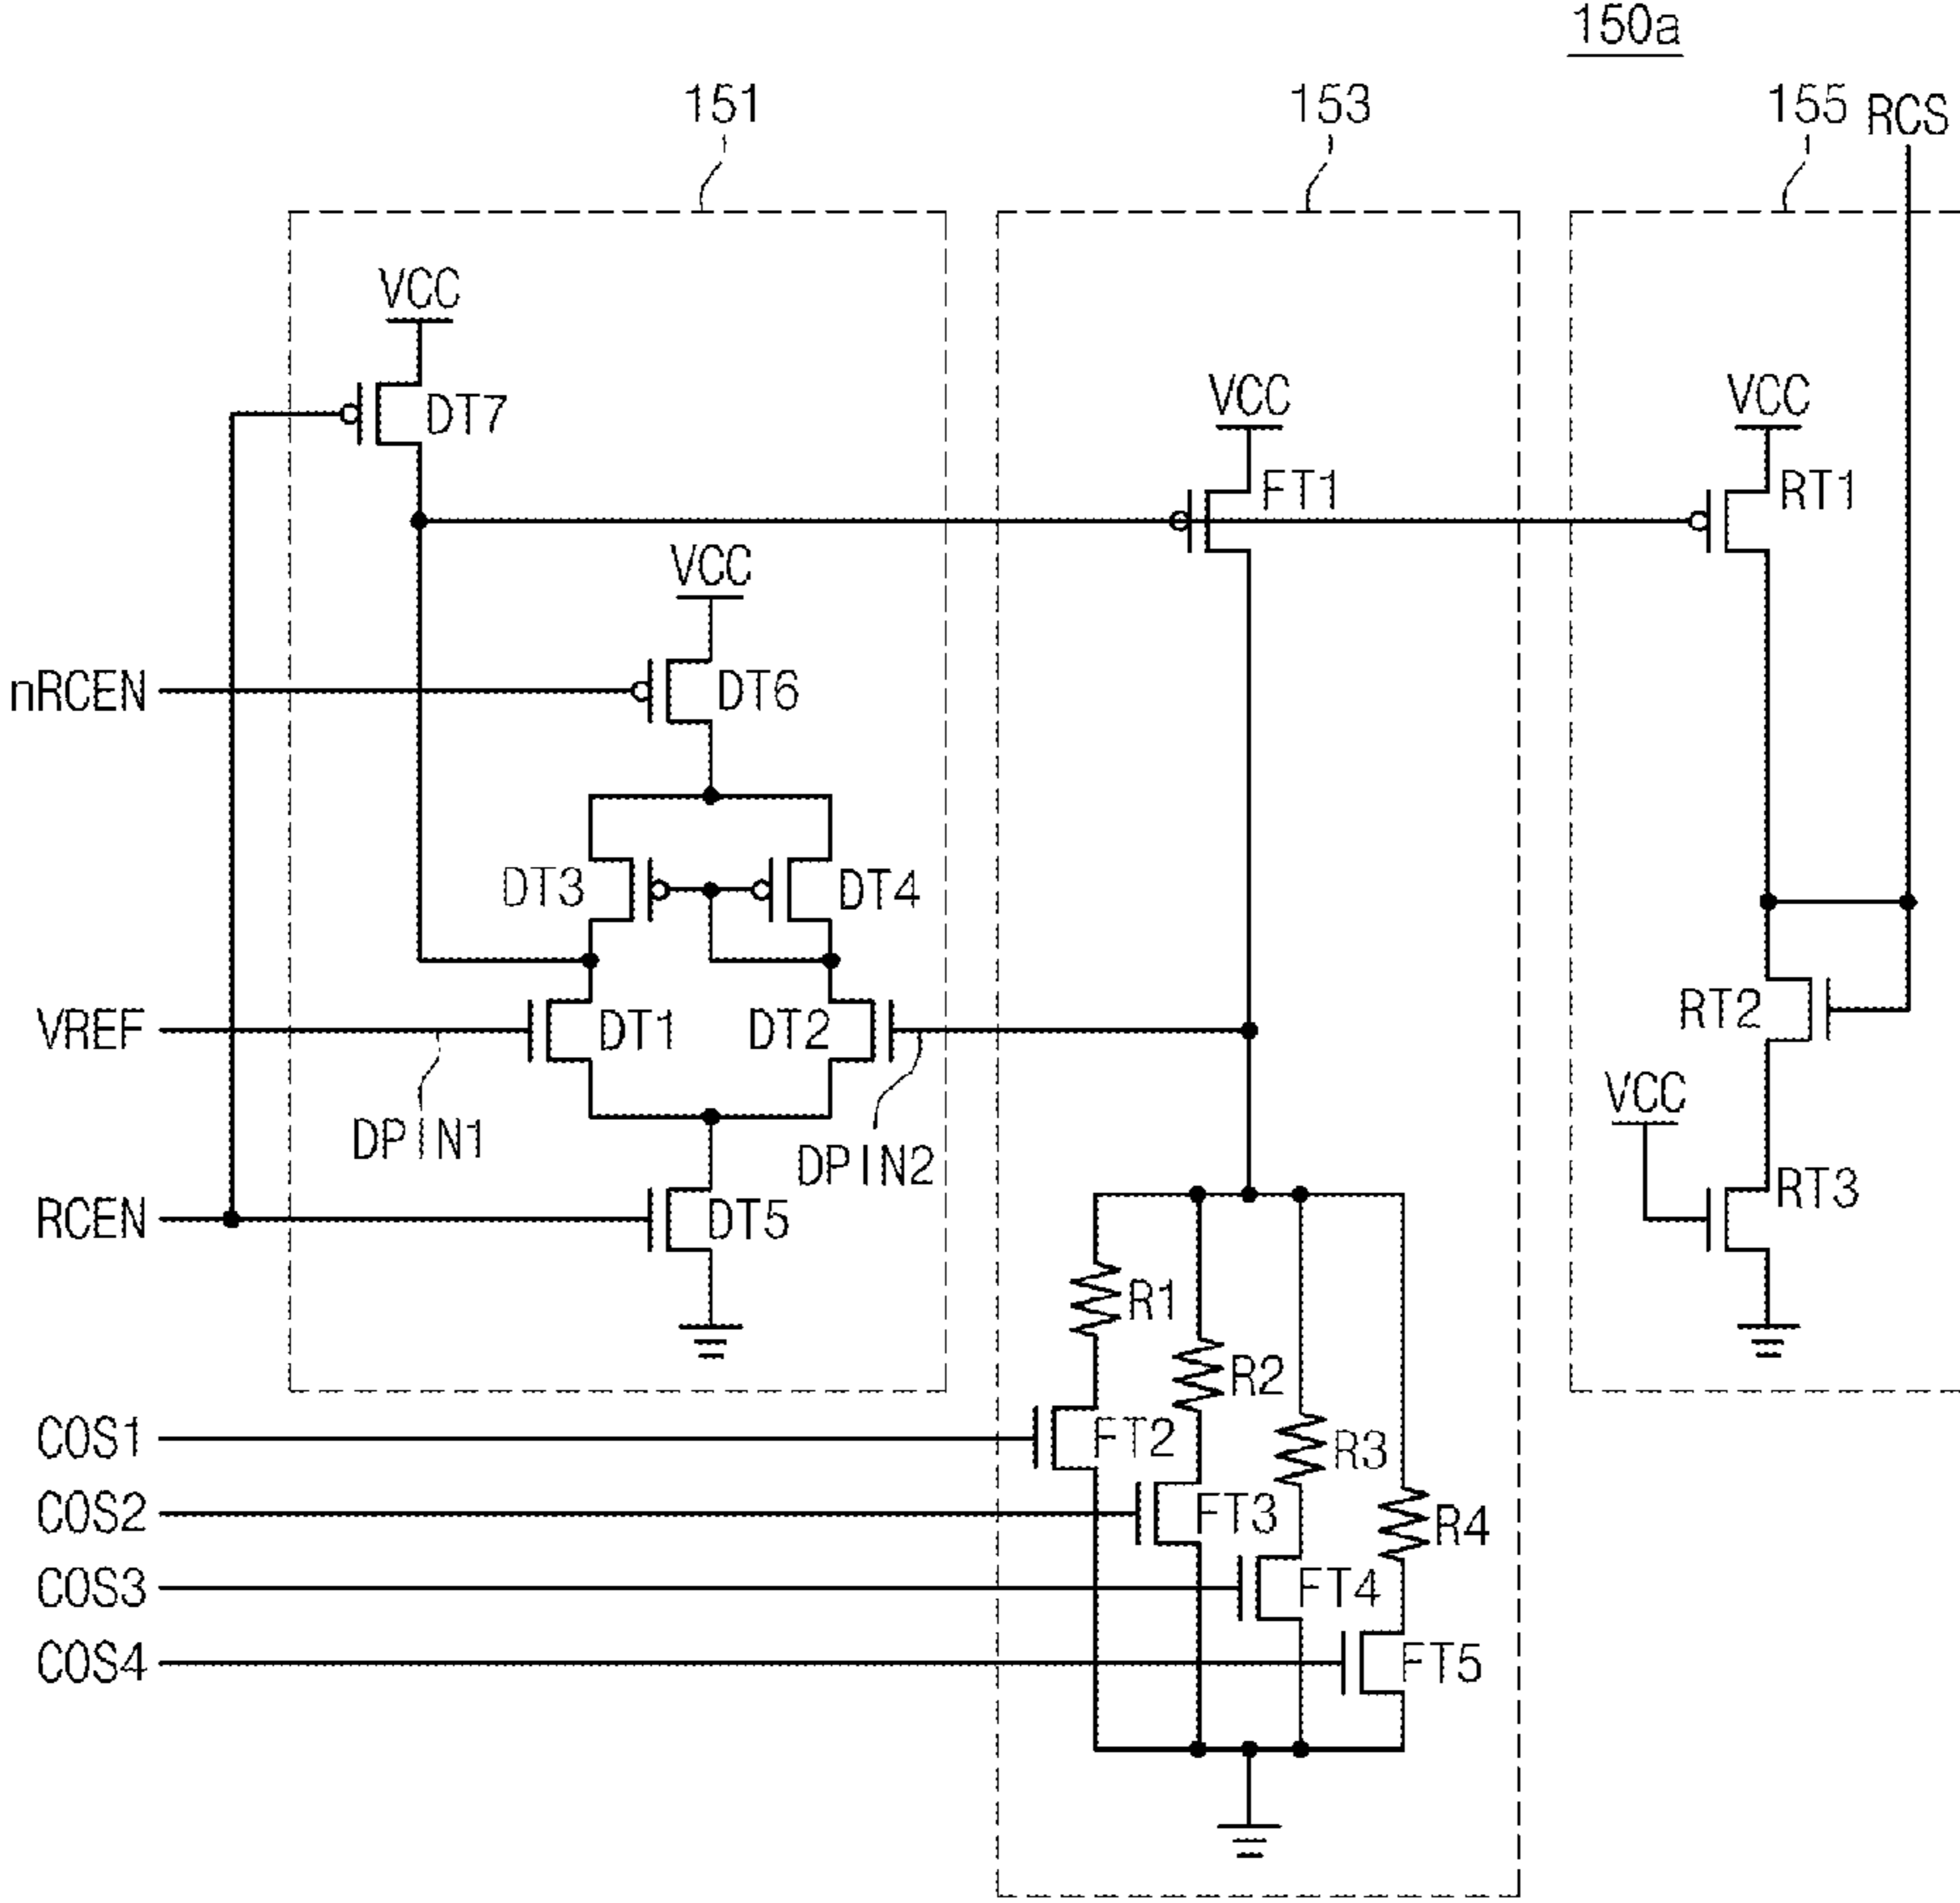 150a
151
153
155
RCS
VCC
DT7
VCC
VCC
FT1
RT1
VCC
nRCEN
DT6
DT3
DT4
VREF
DT1
DT2
RT2
DPIN1
DPIN2
VCC
RCEN
DT5
RT3
R1
R2
COS1
FT2
R3
COS2
FT3
R4
COS3
FT4
COS4
FT5